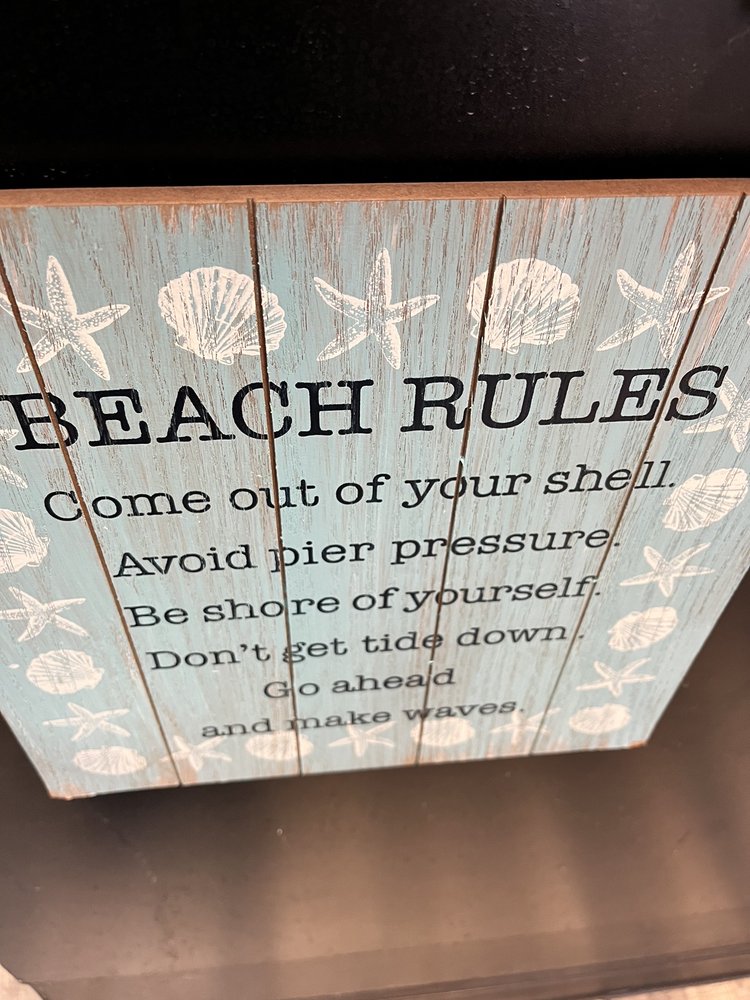 BEACH RULES
Come out of your shell.
Avoid pier pressure.
Be shore of yourself.
Don't get tide down.
Go ahead
and make waves.